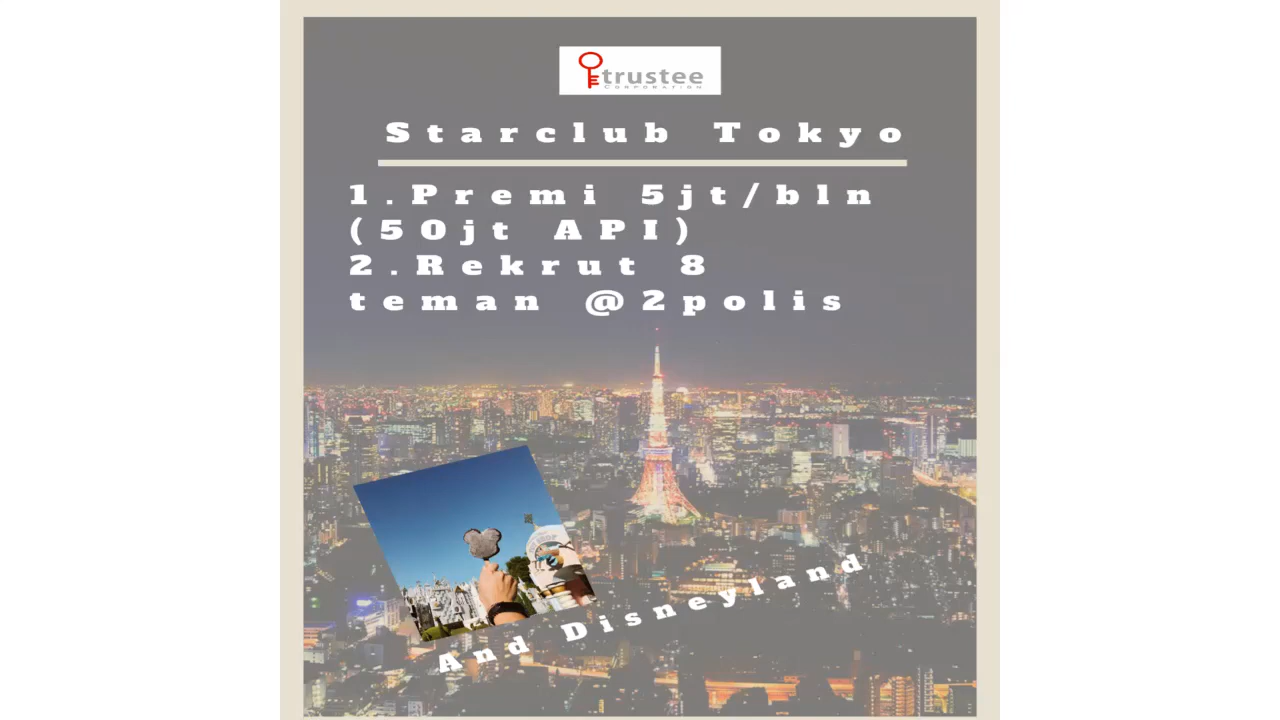 trustee
CORPORATION
Starclub Tokyo
1.Premi 5jt/bln
(50jt API)
2.Rekrut 8
teman @2polis
And Disneyland